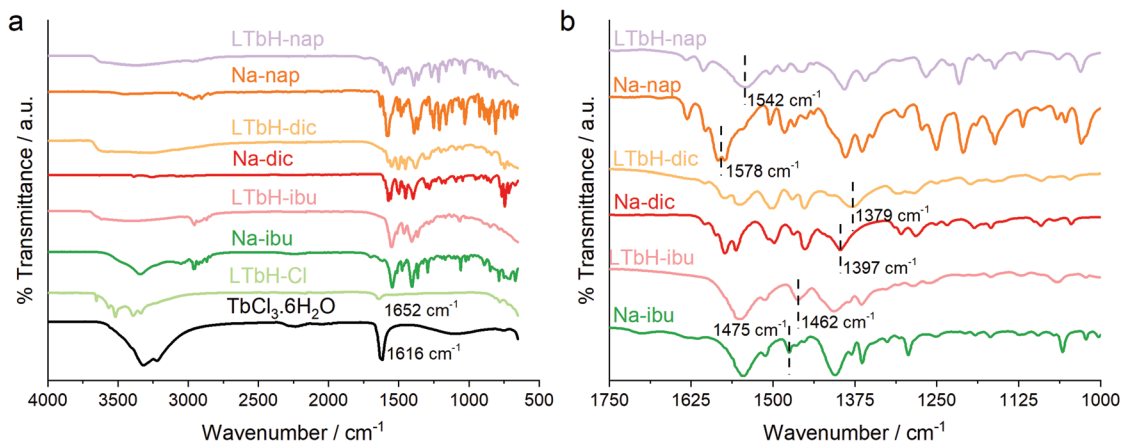 a
% Transmittance / a.u.
LTbH-nap
Na-nap
LTbH-dic
Na-dic
LTbH-ibu
Na-ibu
LTbH-Cl
1652 cm⁻¹
TbCl₃.6H₂O
1616 cm⁻¹
4000 3500 3000 2500 2000 1500 1000 500
Wavenumber / cm⁻¹
b
% Transmittance / a.u.
LTbH-nap
1542 cm⁻¹
Na-nap
1578 cm⁻¹
LTbH-dic
1379 cm⁻¹
Na-dic
1397 cm⁻¹
LTbH-ibu
1475 cm⁻¹ 1462 cm⁻¹
Na-ibu
1750 1625 1500 1375 1250 1125 1000
Wavenumber / cm⁻¹